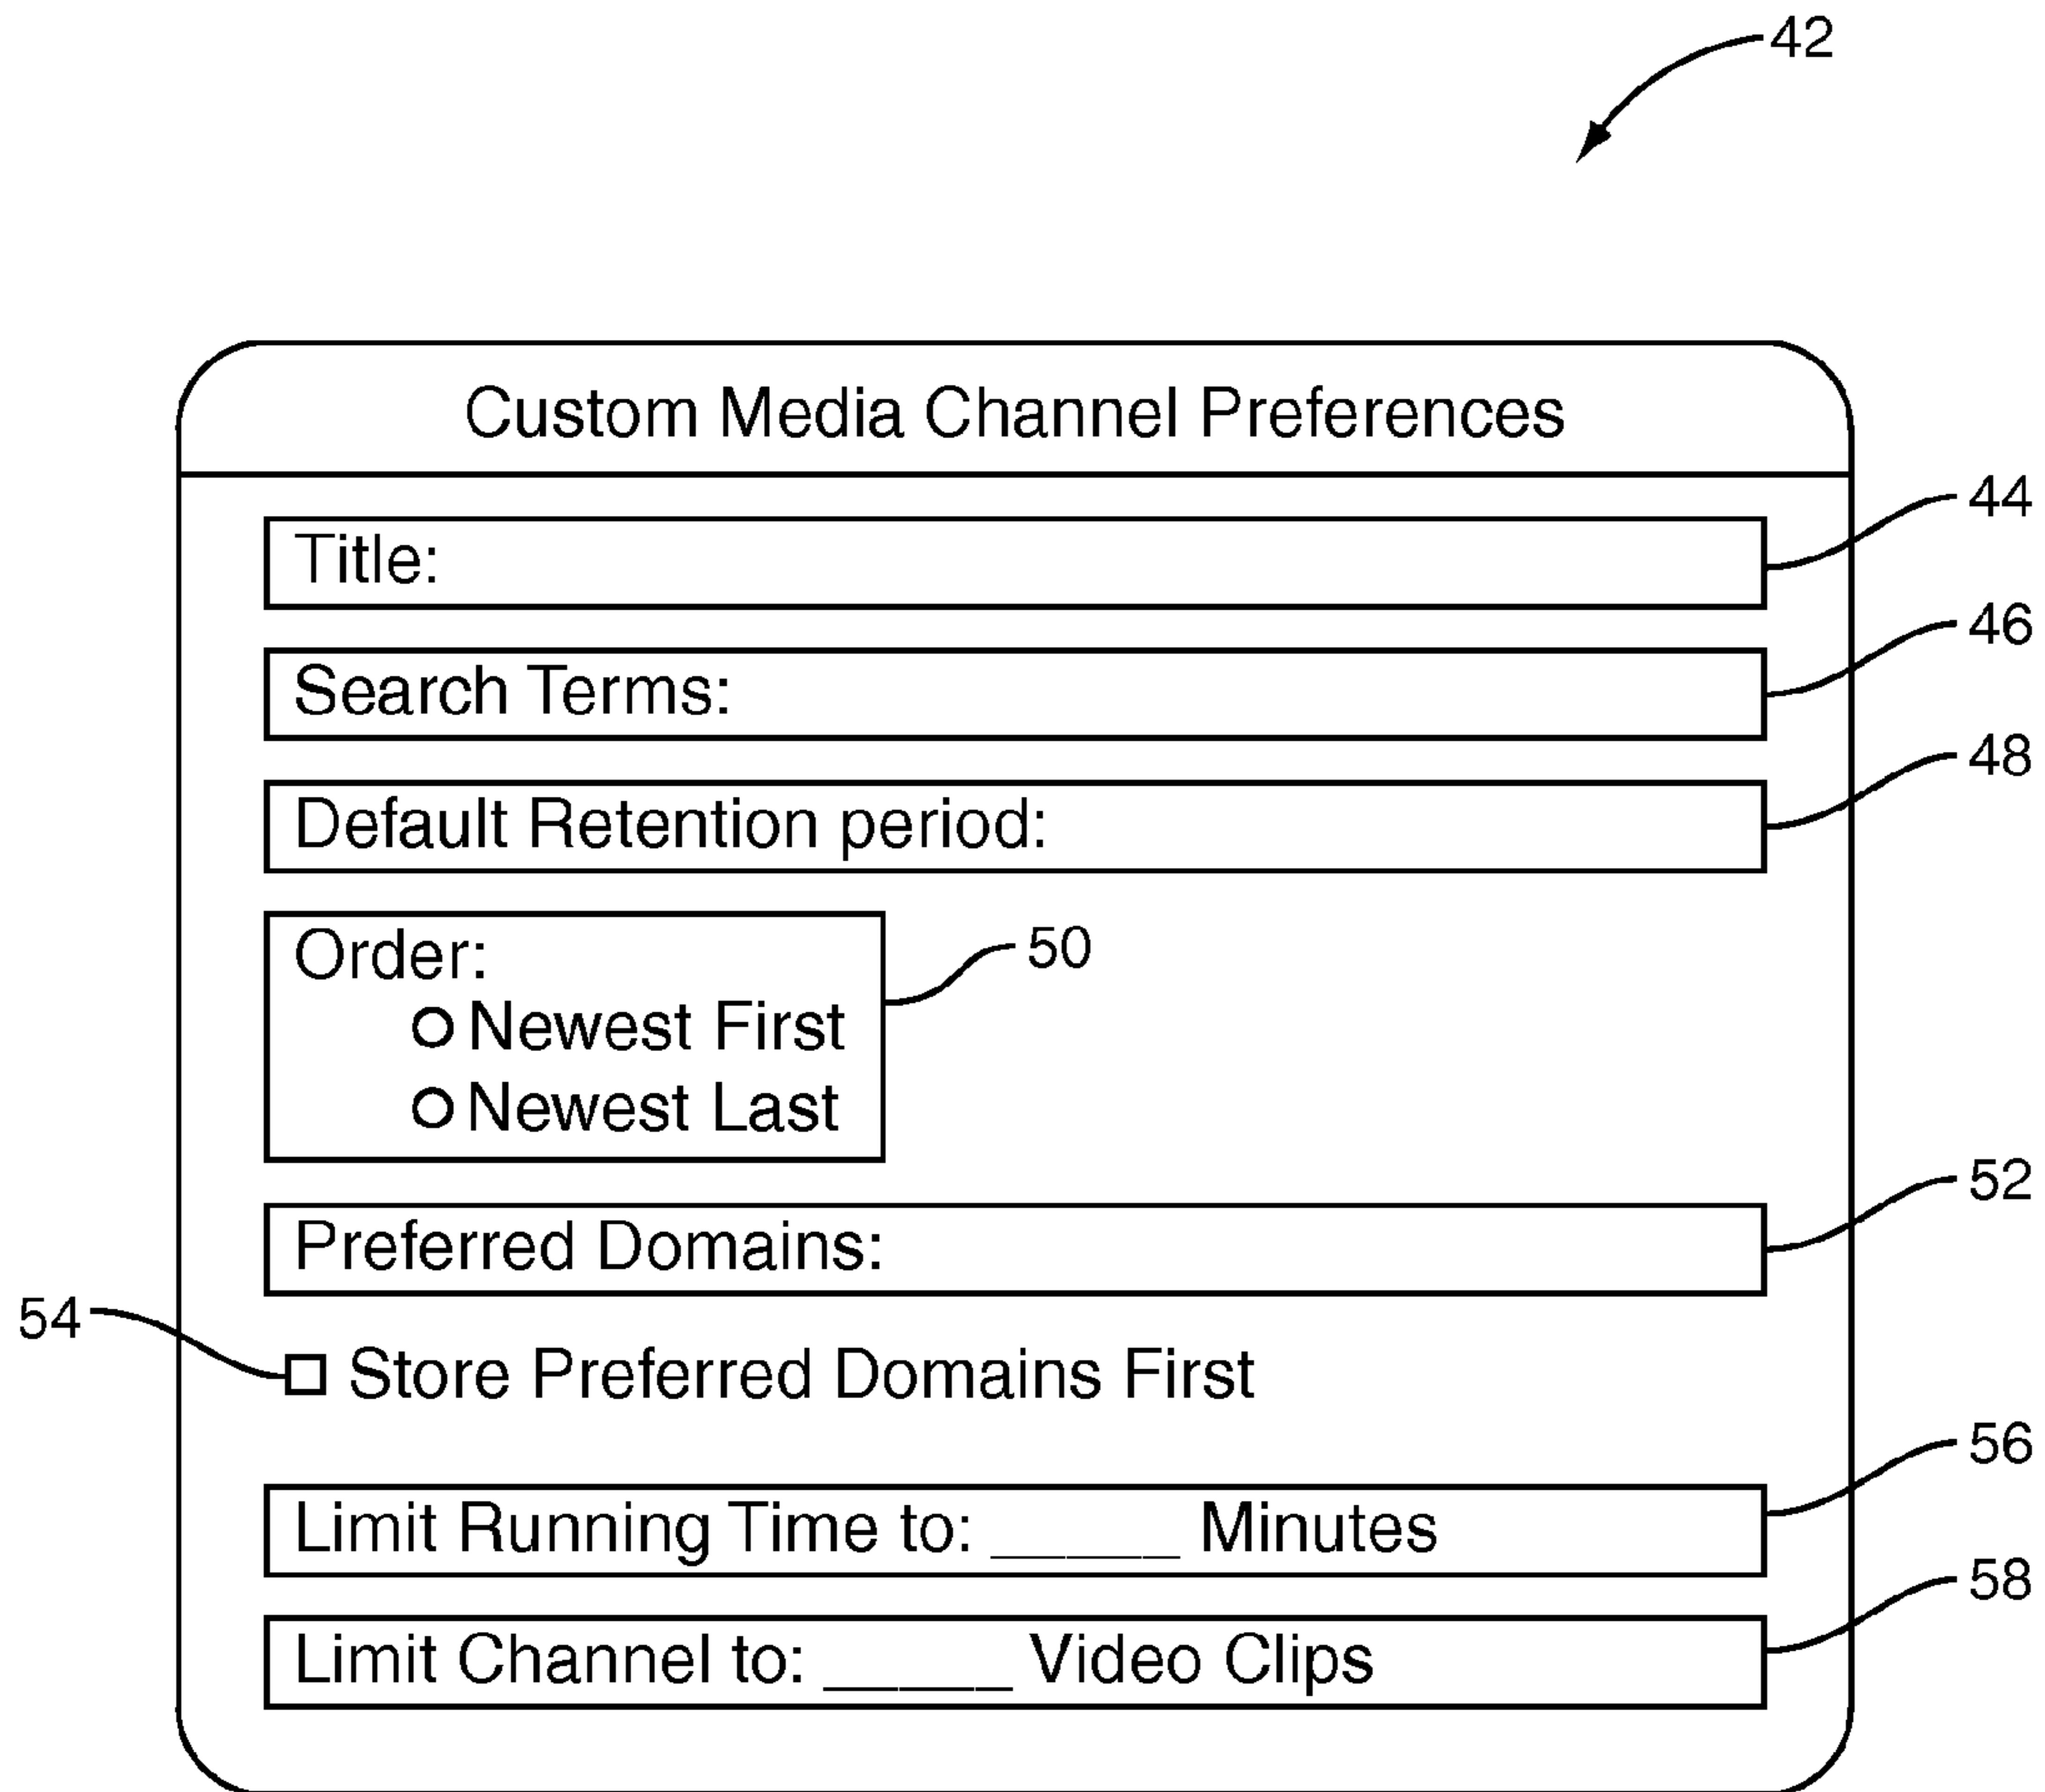 42
Custom Media Channel Preferences
Title:
44
Search Terms:
46
Default Retention period:
48
Order:
50
Newest First
Newest Last
Preferred Domains:
52
54
Store Preferred Domains First
Limit Running Time to: _____ Minutes
56
Limit Channel to: _____ Video Clips
58